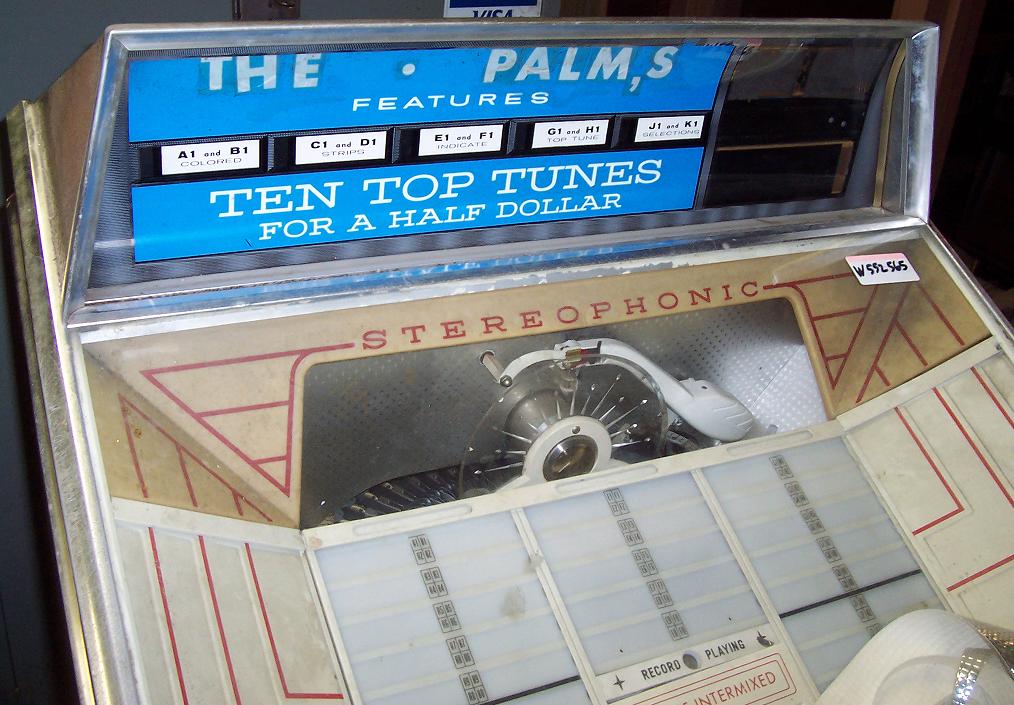 VISA
THE • PALM,S
FEATURES
A1 and B1
COLORED
C1 and D1
STRIPS
E1 and F1
INDICATE
G1 and H1
TOP TUNE
J1 and K1
SELECTIONS
TEN TOP TUNES
FOR A HALF DOLLAR
W552565
STEREOPHONIC
RECORD PLAYING
INTERMIXED